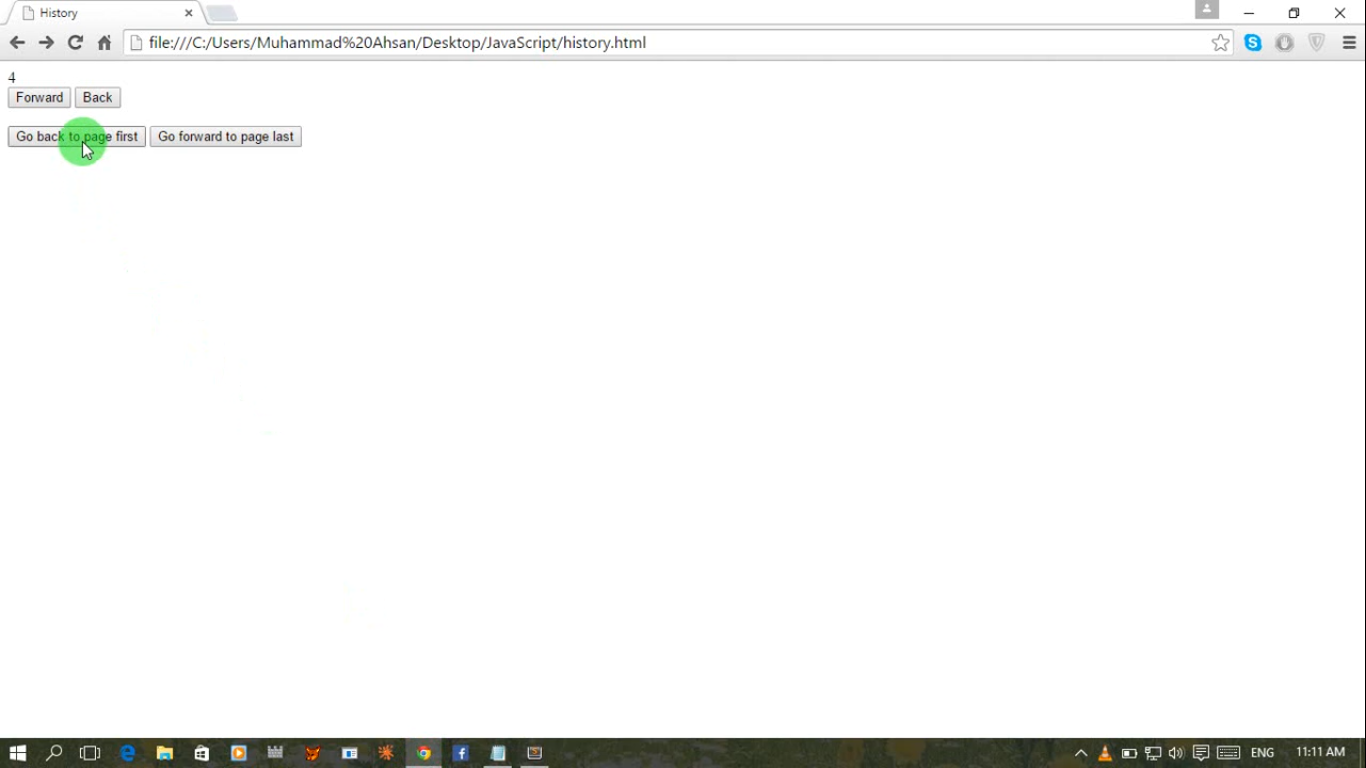 History
file:///C:/Users/Muhammad%20Ahsan/Desktop/JavaScript/history.html
4
Forward Back
Go back to page first Go forward to page last
ENG 11:11 AM